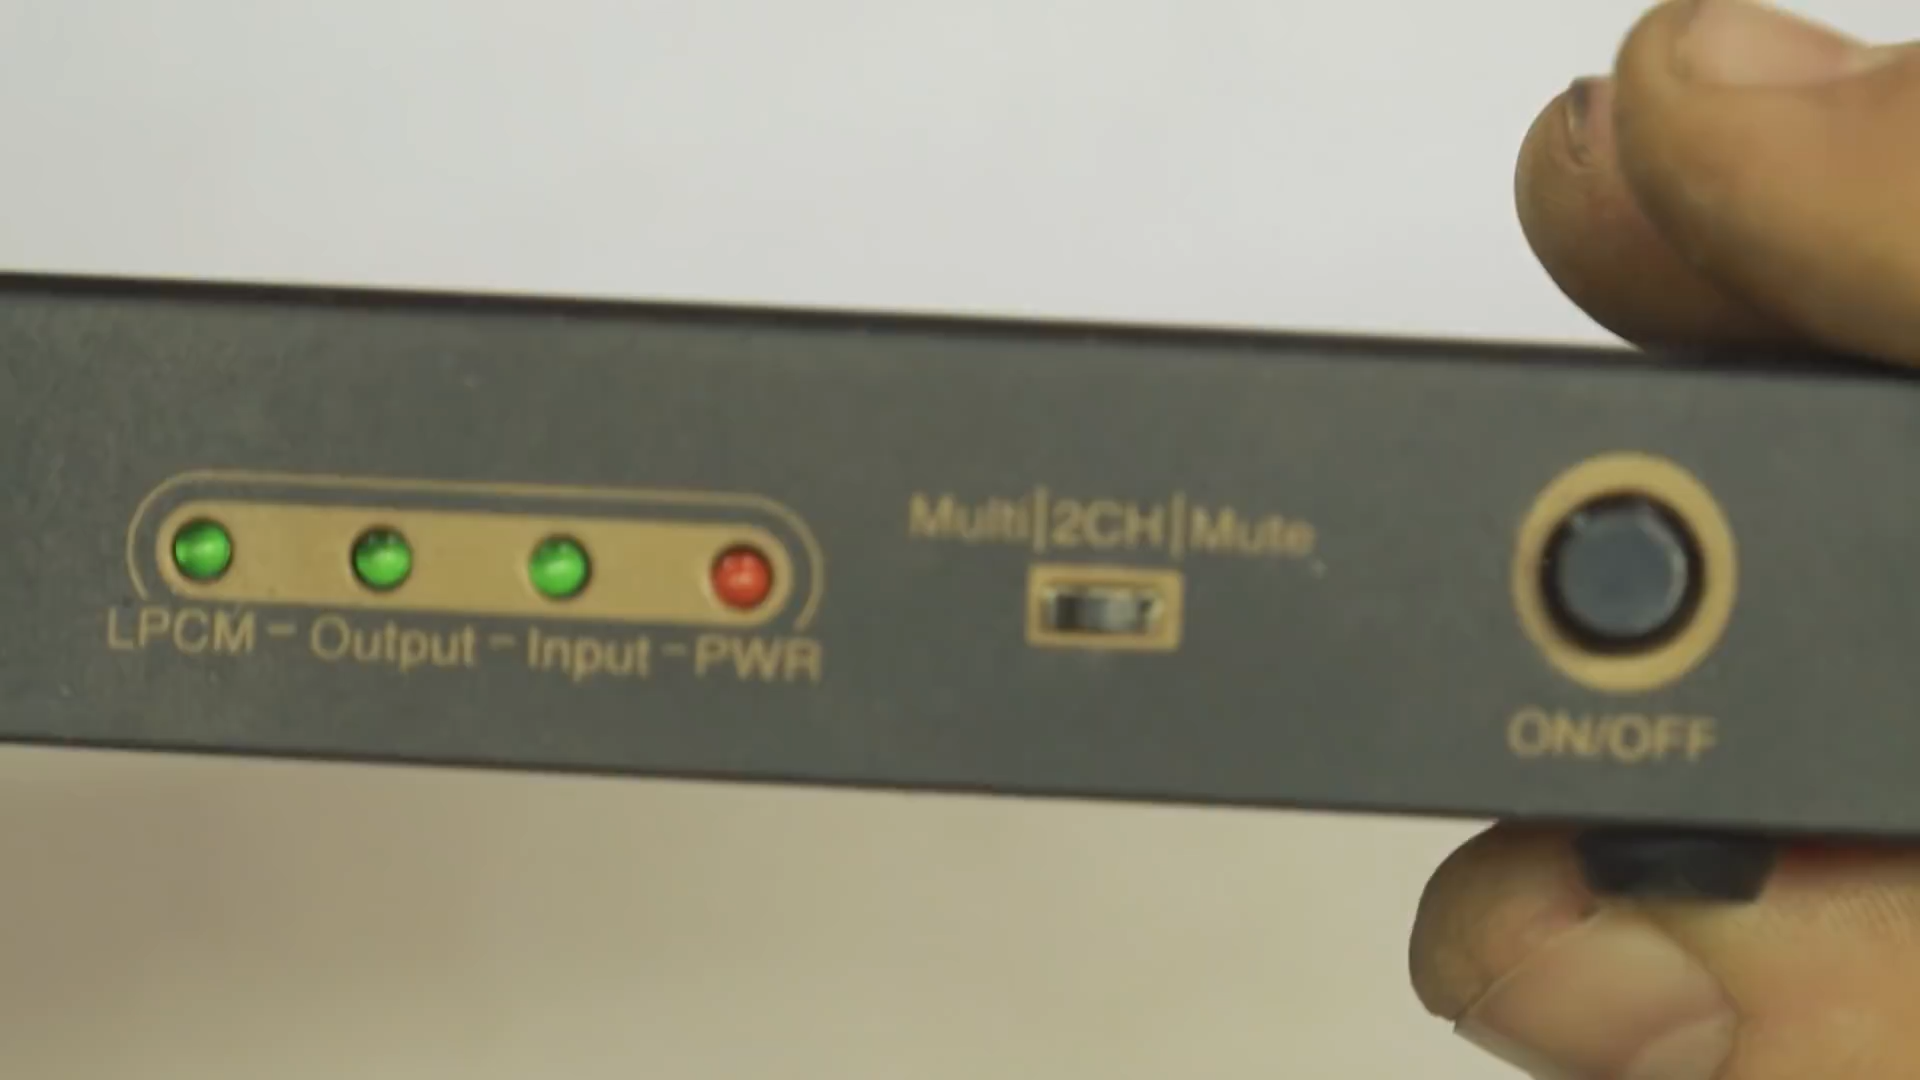 Multi|2CH|Mute
LPCM - Output - Input - PWR
ON/OFF